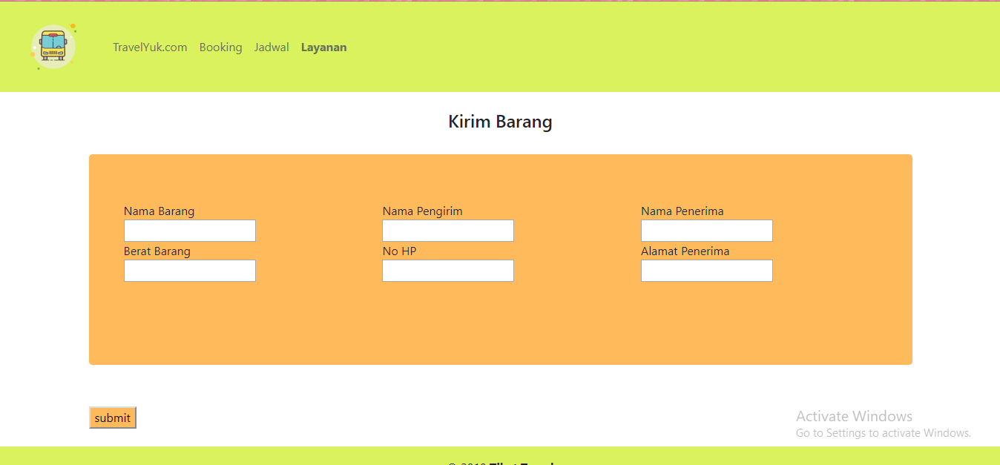 TravelYuk.com Booking Jadwal Layanan
Kirim Barang
Nama Barang Nama Pengirim Nama Penerima
Berat Barang No HP Alamat Penerima
submit
Activate Windows
Go to Settings to activate Windows.